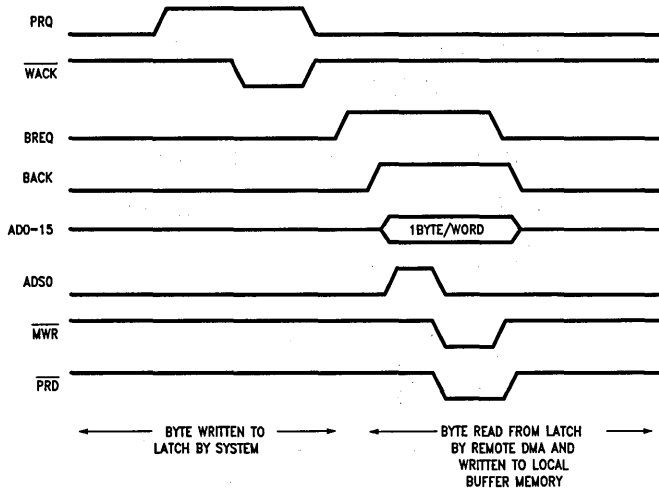 PRQ
WACK
BREQ
BACK
AD0-15
1BYTE/WORD
ADS0
MWR
PRD
BYTE WRITTEN TO
LATCH BY SYSTEM
BYTE READ FROM LATCH
BY REMOTE DMA AND
WRITTEN TO LOCAL
BUFFER MEMORY